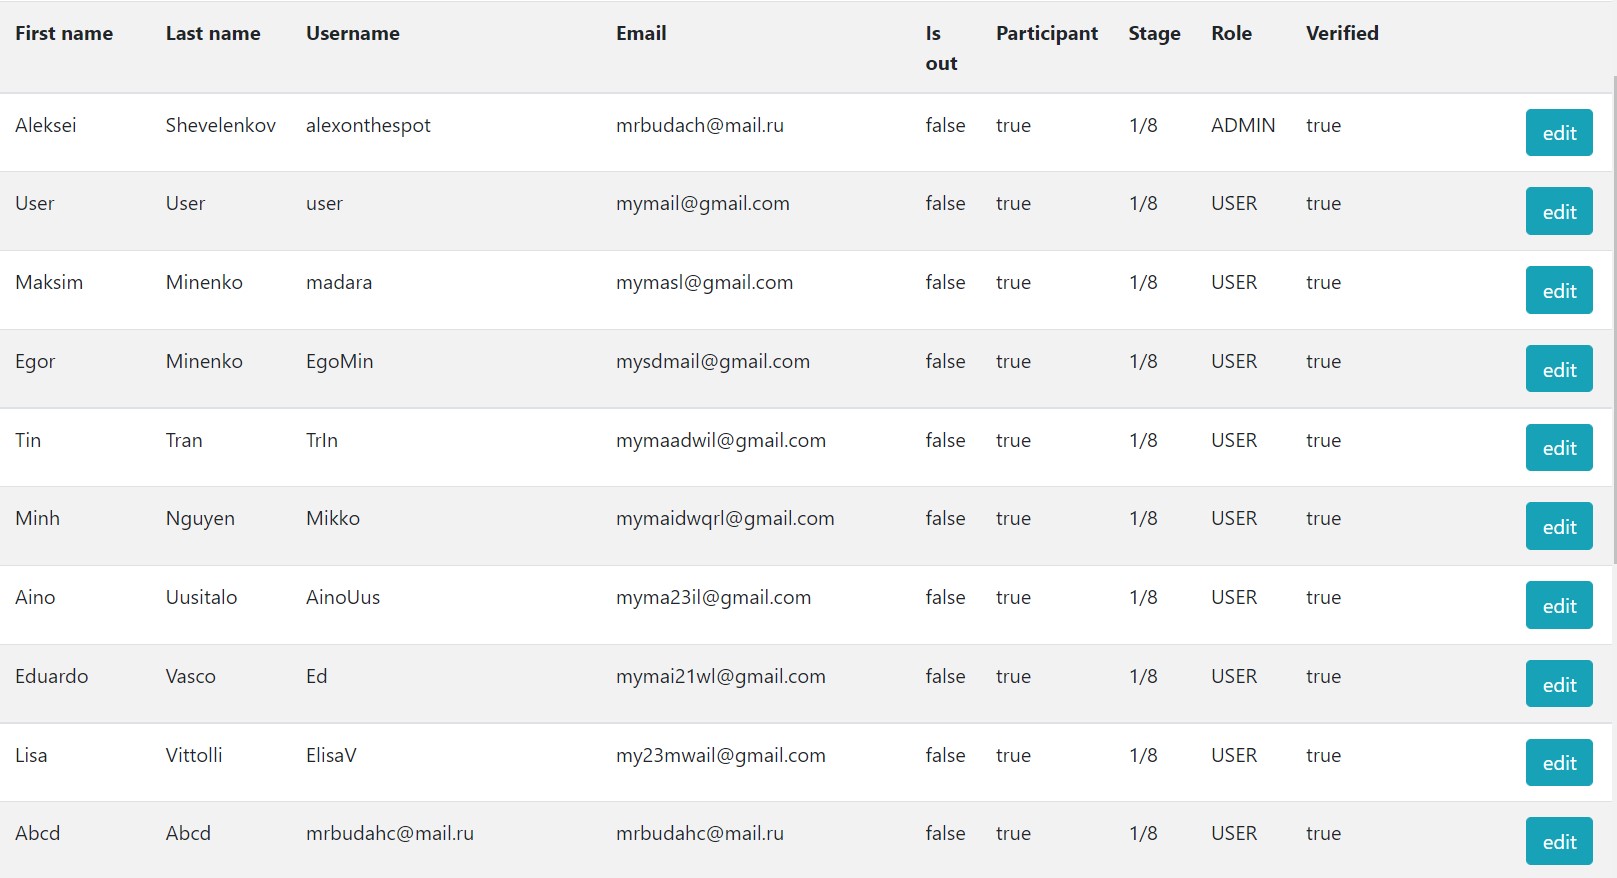 First name Last name Username Email Is out Participant Stage Role Verified
Aleksei Shevelenkov alexonthespot mrbudach@mail.ru false true 1/8 ADMIN true edit
User User user mymail@gmail.com false true 1/8 USER true edit
Maksim Minenko madara mymasl@gmail.com false true 1/8 USER true edit
Egor Minenko EgoMin mysdmail@gmail.com false true 1/8 USER true edit
Tin Tran TrIn mymaadwil@gmail.com false true 1/8 USER true edit
Minh Nguyen Mikko mymaidwqrl@gmail.com false true 1/8 USER true edit
Aino Uusitalo AinoUus myma23il@gmail.com false true 1/8 USER true edit
Eduardo Vasco Ed mymai21wl@gmail.com false true 1/8 USER true edit
Lisa Vittolli ElisaV my23mwail@gmail.com false true 1/8 USER true edit
Abcd Abcd mrbudahc@mail.ru mrbudahc@mail.ru false true 1/8 USER true edit